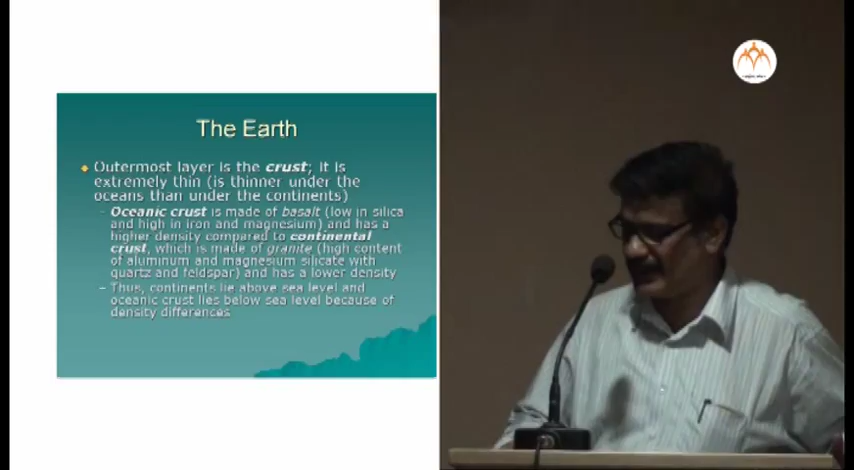 The Earth
Outermost layer is the crust; it is
extremely thin (is thinner under the
oceans than under the continents)
- Oceanic crust is made of basalt (low in silica
and high in iron and magnesium) and has a
higher density compared to continental
crust, which is made of granite (high content
of aluminum and magnesium silicate with
quartz and feldspar) and has a lower density
– Thus, continents lie above sea level and
oceanic crust lies below sea level because of
density differences